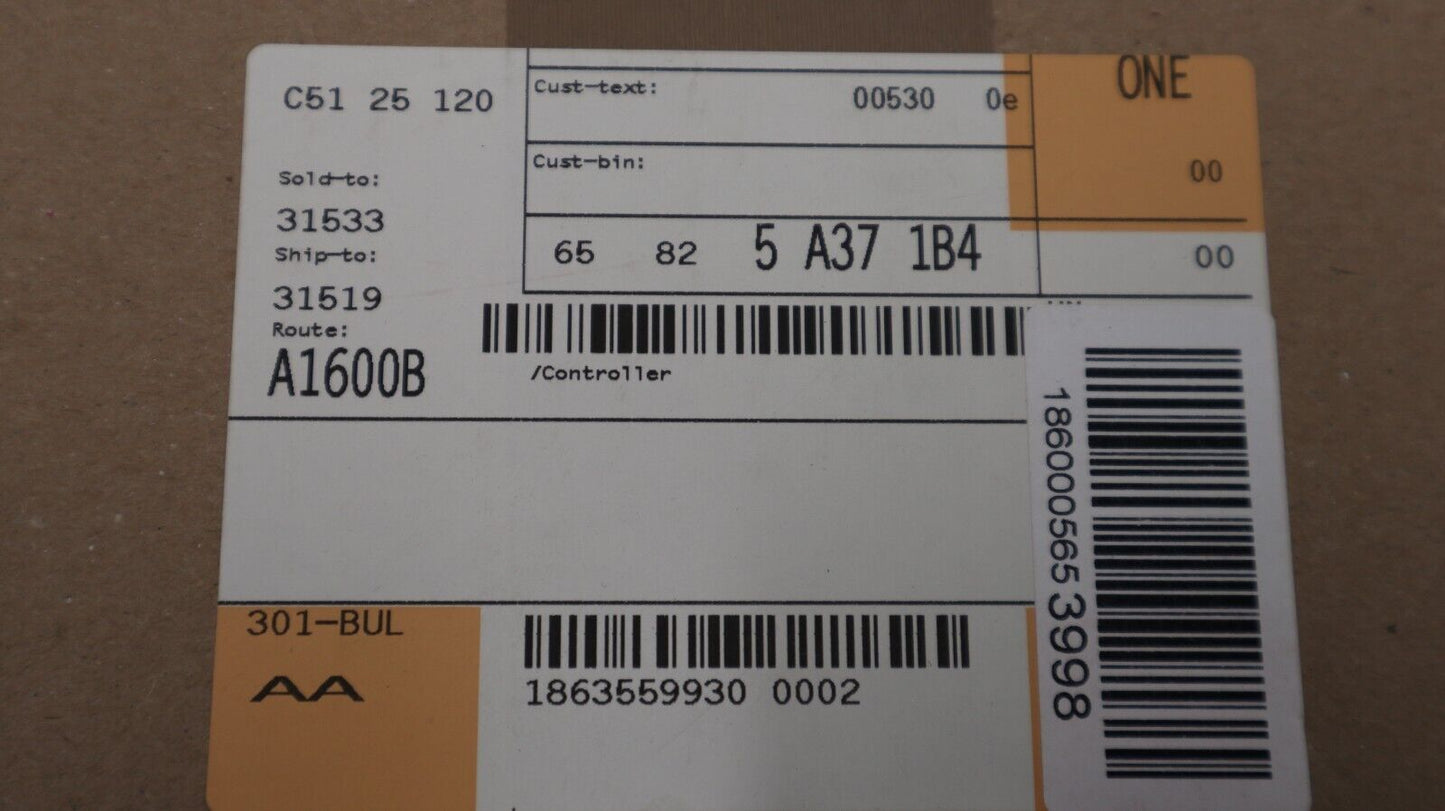 C51 25 120
Sold-to:
31533
Ship-to:
31519
Route:
A1600B
Cust-text: 00530 0e
Cust-bin:
65 82 5 A37 1B4
/Controller
ONE
00
00
186000565 3998
301-BUL
AA
1863559930 0002